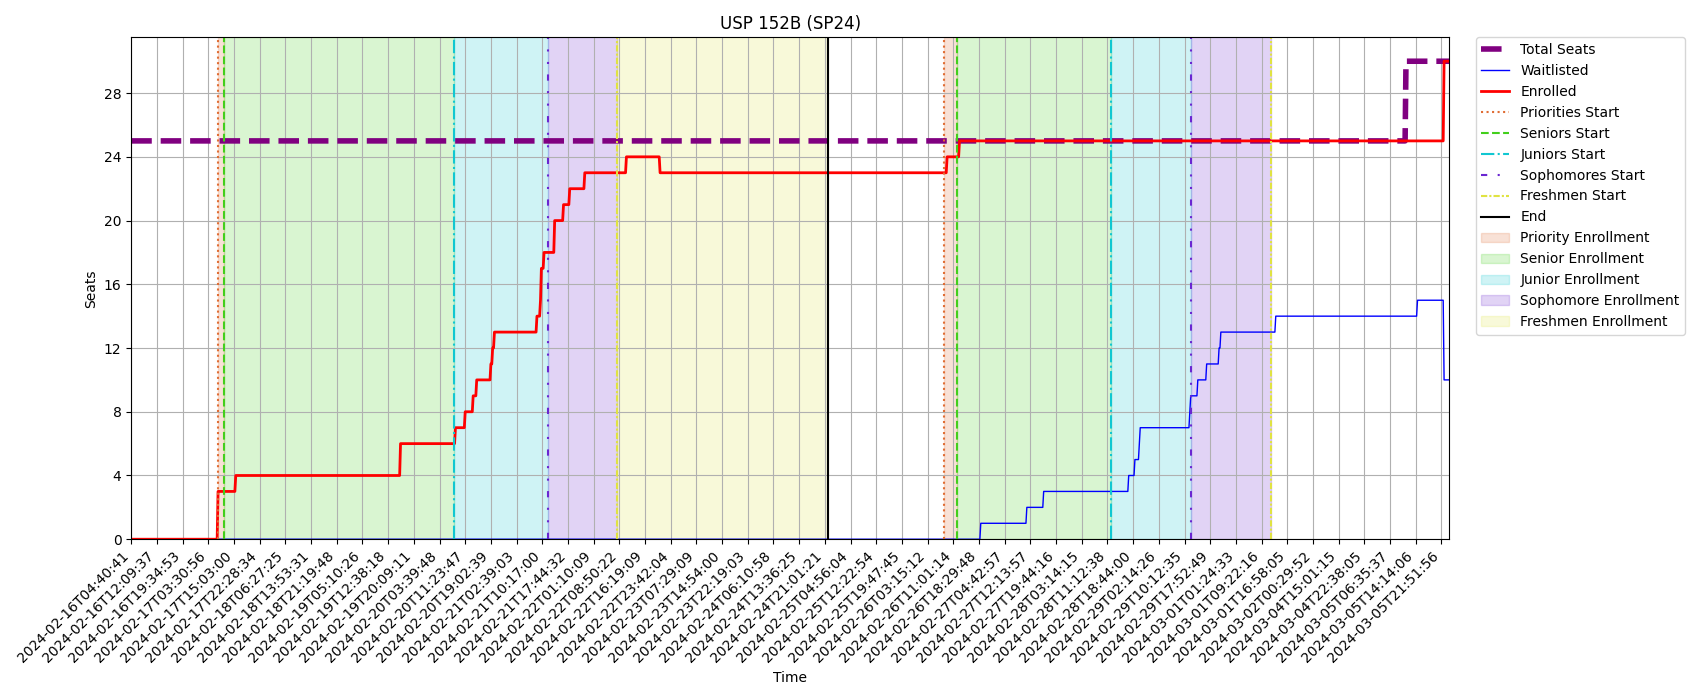 USP 152B (SP24)
Seats
28
24
20
16
12
8
4
0
2024-02-16T04:40:41
2024-02-16T12:09:37
2024-02-16T19:34:53
2024-02-17T03:30:56
2024-02-17T15:03:00
2024-02-17T22:28:34
2024-02-18T06:27:25
2024-02-18T13:53:31
2024-02-18T21:19:48
2024-02-19T05:10:26
2024-02-19T12:38:18
2024-02-19T20:09:11
2024-02-20T03:39:48
2024-02-20T11:23:47
2024-02-20T19:02:39
2024-02-21T02:39:03
2024-02-21T10:17:00
2024-02-21T17:44:32
2024-02-22T01:10:09
2024-02-22T08:50:22
2024-02-22T16:19:09
2024-02-22T23:42:04
2024-02-23T07:29:09
2024-02-23T14:54:00
2024-02-23T22:19:03
2024-02-24T06:10:58
2024-02-24T13:36:25
2024-02-24T21:01:21
2024-02-25T04:56:04
2024-02-25T12:22:54
2024-02-25T19:47:45
2024-02-26T03:15:12
2024-02-26T11:01:14
2024-02-26T18:29:48
2024-02-27T04:42:57
2024-02-27T12:13:57
2024-02-27T19:44:16
2024-02-28T03:14:15
2024-02-28T11:12:38
2024-02-28T18:44:00
2024-02-29T02:14:26
2024-02-29T10:12:35
2024-02-29T17:52:49
2024-03-01T01:24:33
2024-03-01T09:22:16
2024-03-01T16:58:05
2024-03-02T00:29:52
2024-03-04T15:01:15
2024-03-04T22:38:05
2024-03-05T06:35:37
2024-03-05T14:14:06
2024-03-05T21:51:56
Time
Total Seats
Waitlisted
Enrolled
Priorities Start
Seniors Start
Juniors Start
Sophomores Start
Freshmen Start
End
Priority Enrollment
Senior Enrollment
Junior Enrollment
Sophomore Enrollment
Freshmen Enrollment